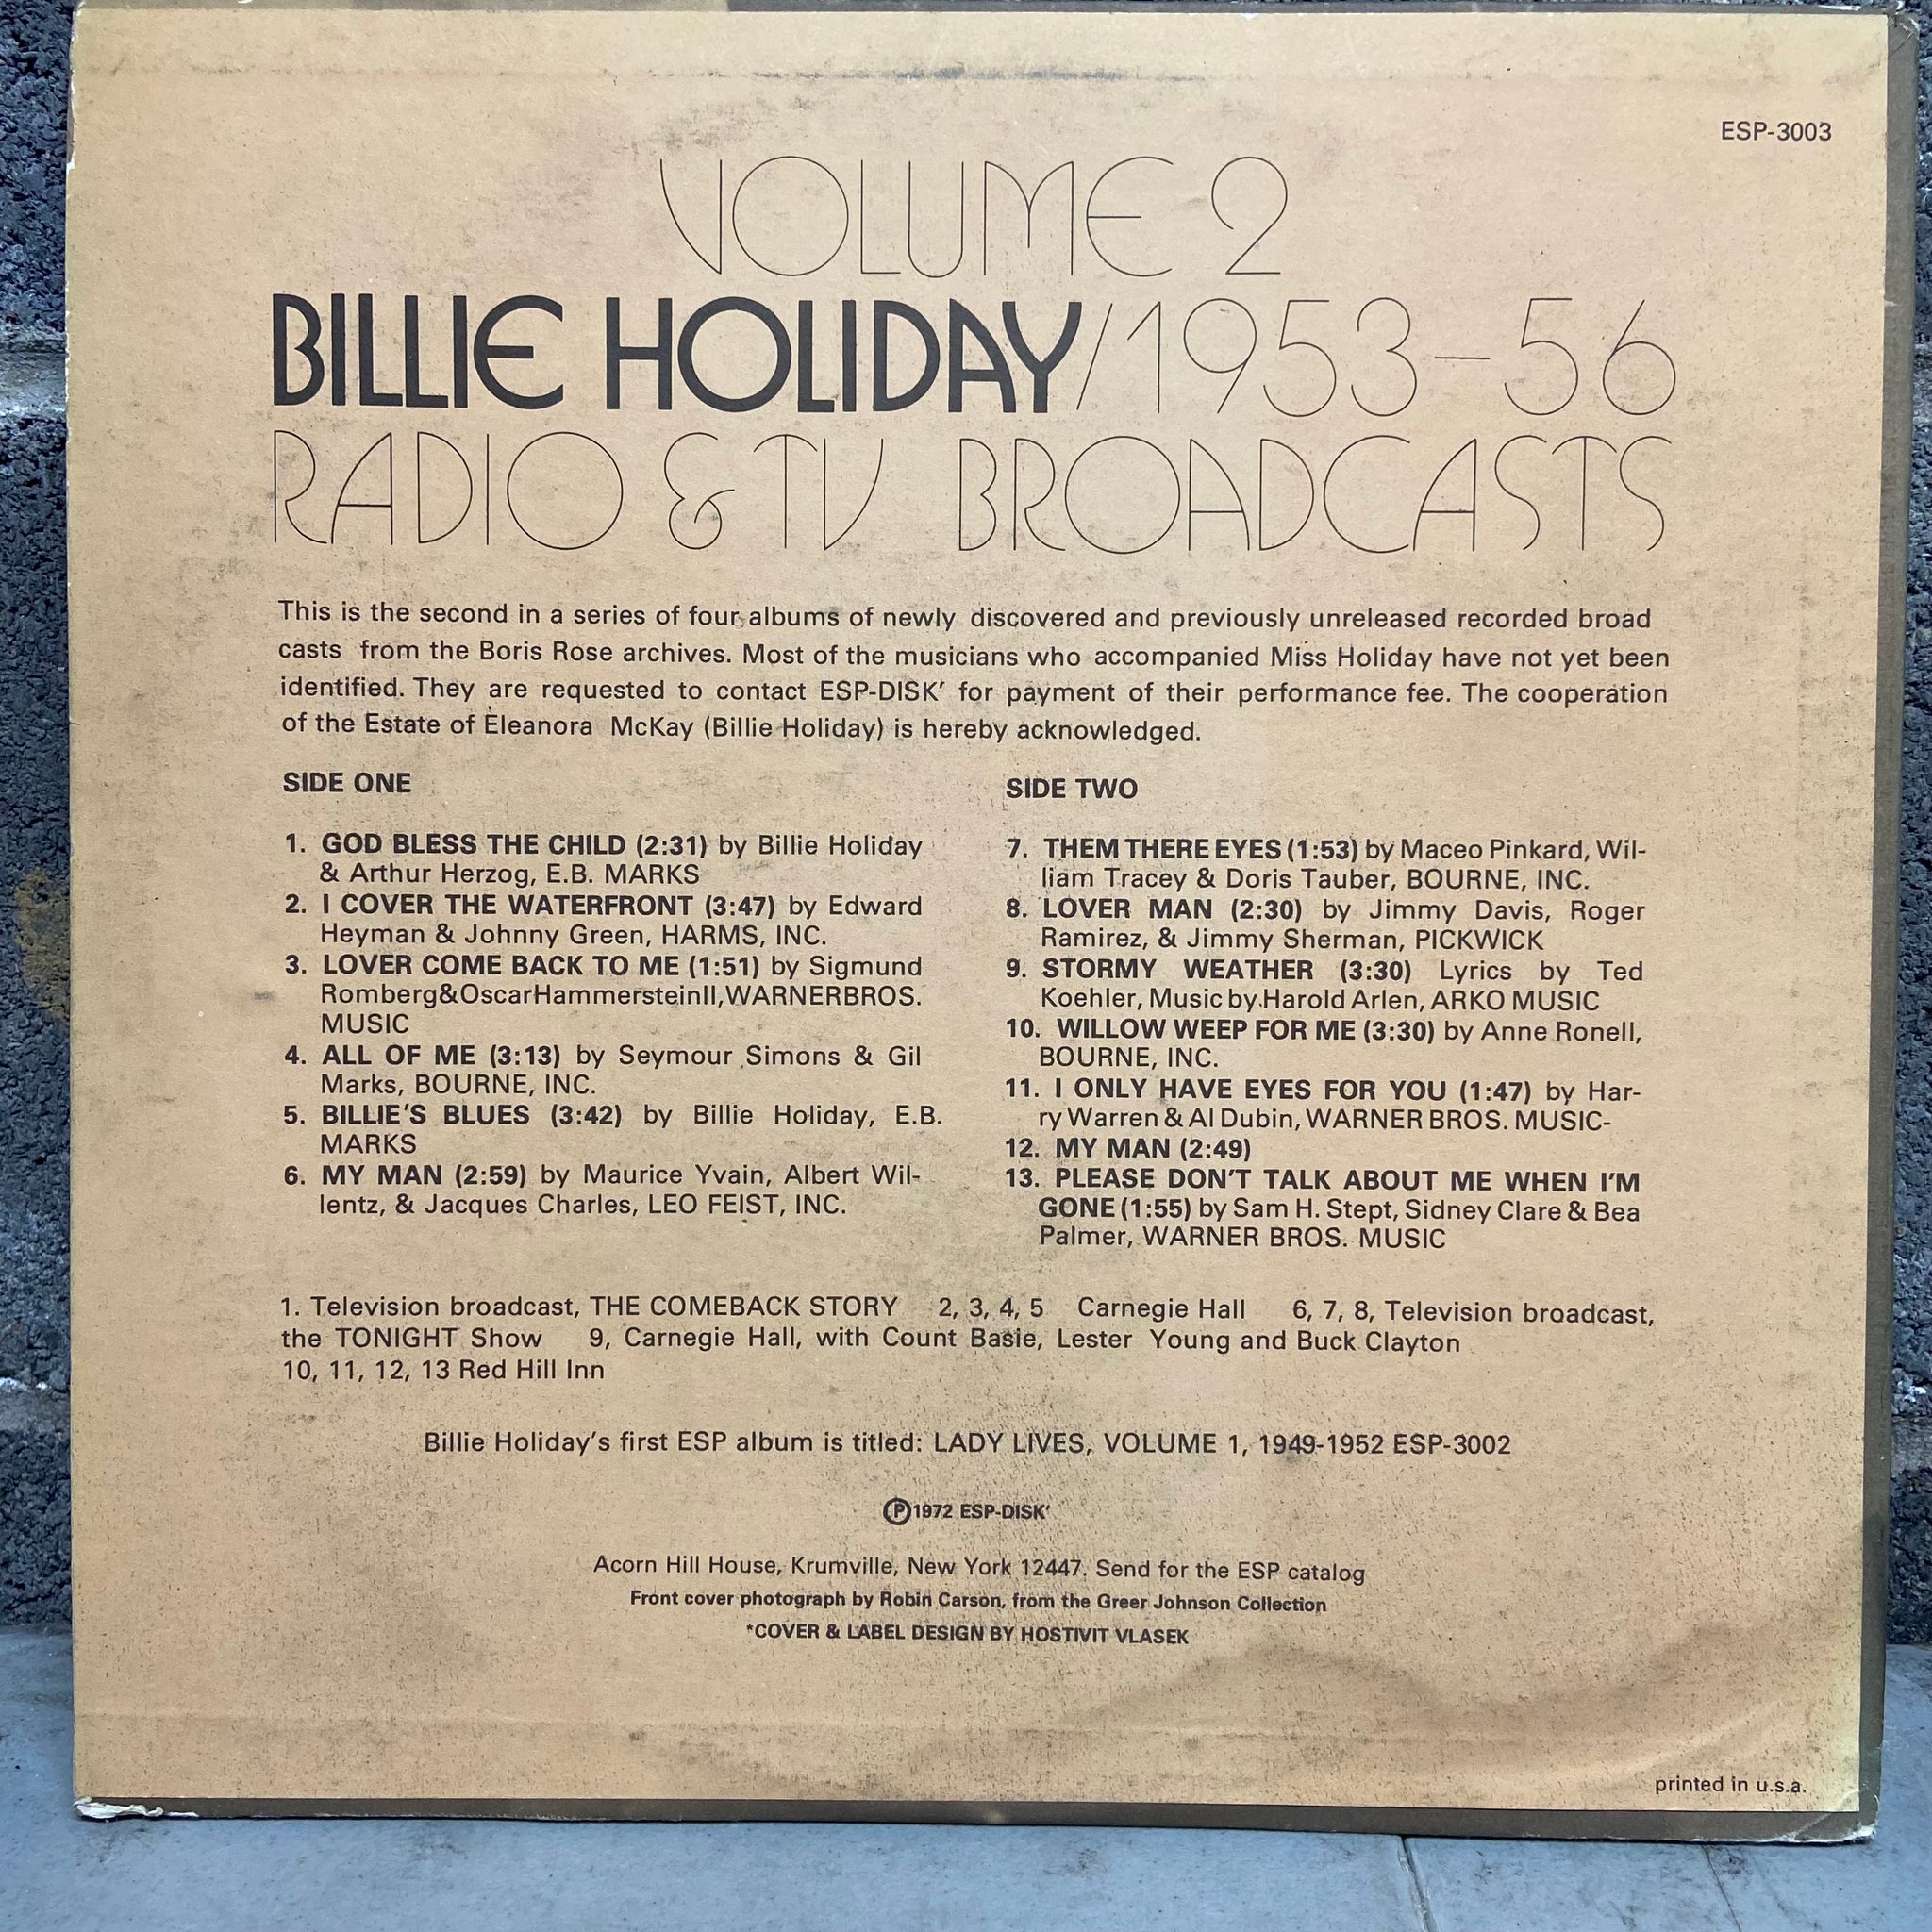 ESP-3003
VOLUME 2
BILLIE HOLIDAY/1953-56
RADIO & TV BROADCASTS
This is the second in a series of four albums of newly discovered and previously unreleased recorded broad
casts from the Boris Rose archives. Most of the musicians who accompanied Miss Holiday have not yet been
identified. They are requested to contact ESP-DISK' for payment of their performance fee. The cooperation
of the Estate of Eleanora McKay (Billie Holiday) is hereby acknowledged.
SIDE ONE
1. GOD BLESS THE CHILD (2:31) by Billie Holiday
& Arthur Herzog, E.B. MARKS
2. I COVER THE WATERFRONT (3:47) by Edward
Heyman & Johnny Green, HARMS, INC.
3. LOVER COME BACK TO ME (1:51) by Sigmund
Romberg&OscarHammersteinII,WARNERBROS.
MUSIC
4. ALL OF ME (3:13) by Seymour Simons & Gil
Marks, BOURNE, INC.
5. BILLIE'S BLUES (3:42) by Billie Holiday, E.B.
MARKS
6. MY MAN (2:59) by Maurice Yvain, Albert Wil-
lentz, & Jacques Charles, LEO FEIST, INC.
SIDE TWO
7. THEM THERE EYES (1:53) by Maceo Pinkard, Wil-
liam Tracey & Doris Tauber, BOURNE, INC.
8. LOVER MAN (2:30) by Jimmy Davis, Roger
Ramirez, & Jimmy Sherman, PICKWICK
9. STORMY WEATHER (3:30) Lyrics by Ted
Koehler, Music by.Harold Arlen, ARKO MUSIC
10. WILLOW WEEP FOR ME (3:30) by Anne Ronell,
BOURNE, INC.
11. I ONLY HAVE EYES FOR YOU (1:47) by Har-
ry Warren & Al Dubin, WARNER BROS. MUSIC-
12. MY MAN (2:49)
13. PLEASE DON'T TALK ABOUT ME WHEN I'M
GONE (1:55) by Sam H. Stept, Sidney Clare & Bea
Palmer, WARNER BROS. MUSIC
1. Television broadcast, THE COMEBACK STORY 2, 3, 4, 5 Carnegie Hall 6, 7, 8, Television broadcast,
the TONIGHT Show 9, Carnegie Hall, with Count Basie, Lester Young and Buck Clayton
10, 11, 12, 13 Red Hill Inn
Billie Holiday's first ESP album is titled: LADY LIVES, VOLUME 1, 1949-1952 ESP-3002
Ⓟ1972 ESP-DISK'
Acorn Hill House, Krumville, New York 12447. Send for the ESP catalog
Front cover photograph by Robin Carson, from the Greer Johnson Collection
*COVER & LABEL DESIGN BY HOSTIVIT VLASEK
printed in u.s.a.